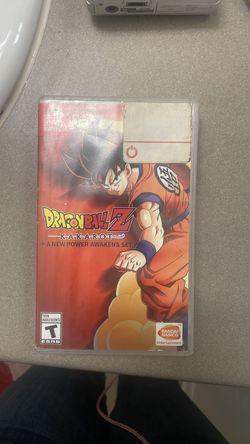 DRAGON BALL Z
KAKAROT
+ A NEW POWER AWAKENS SET
TEEN
T
ESRB
BANDAI
NAMCO
Entertainment